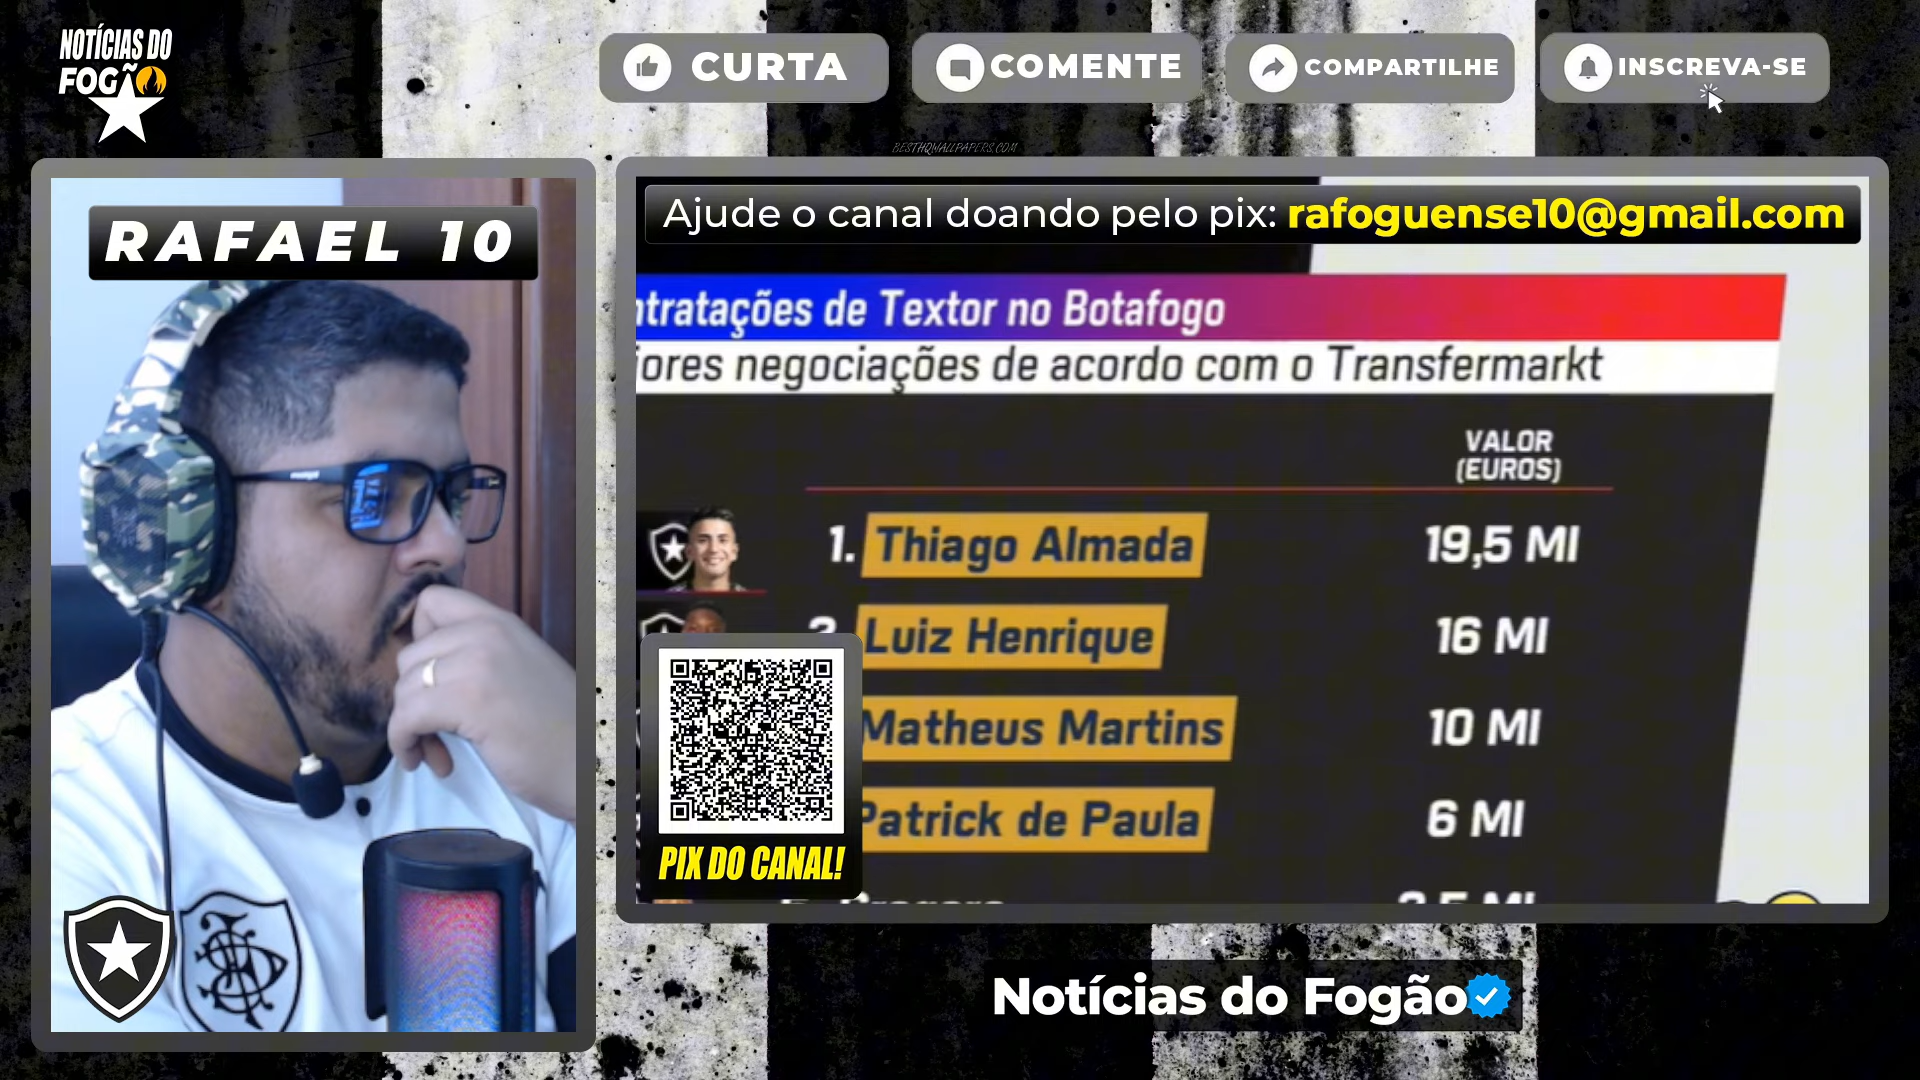 NOTÍCIAS DO
FOGÃO
CURTA
COMENTE
COMPARTILHE
INSCREVA-SE
BESTHQWALLPAPERS.COM
RAFAEL 10
Ajude o canal doando pelo pix: rafoguense10@gmail.com
ntratações de Textor no Botafogo
iores negociações de acordo com o Transfermarkt
VALOR
(EUROS)
1. Thiago Almada 19,5 MI
Luiz Henrique 16 MI
Matheus Martins 10 MI
Patrick de Paula 6 MI
PIX DO CANAL!
Notícias do Fogão